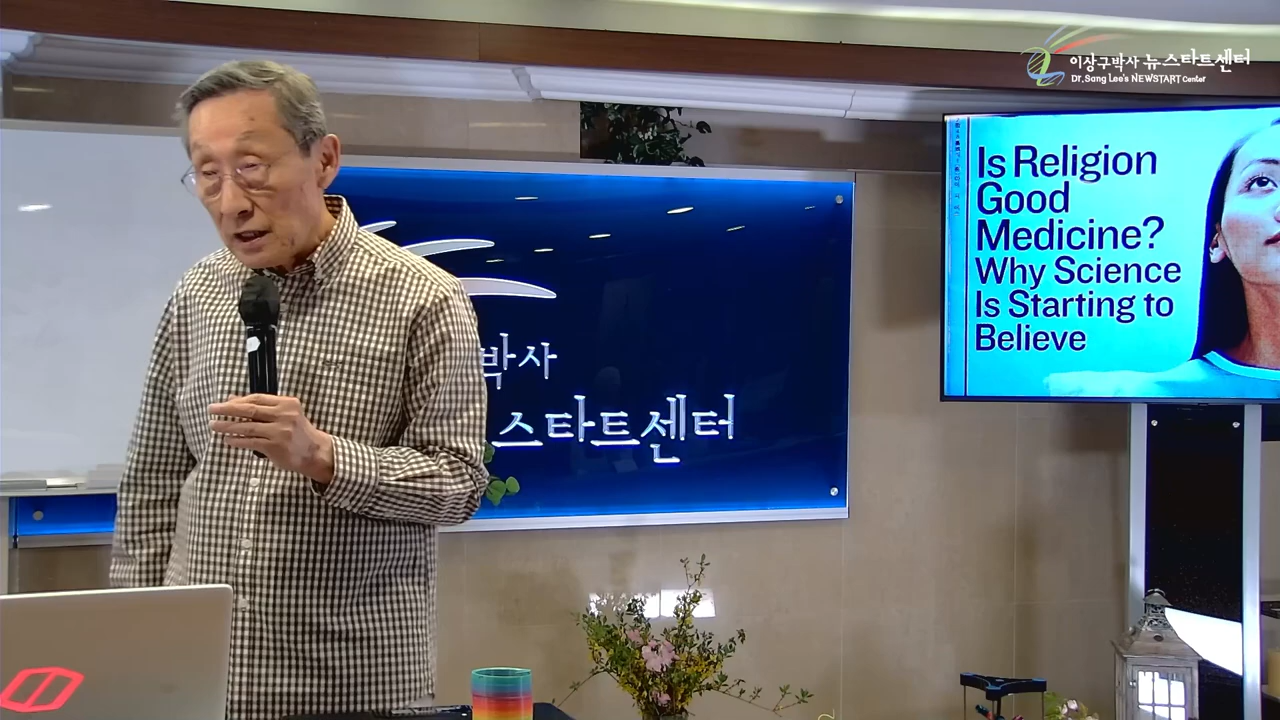 이상구박사 뉴스타트센터
Dr. Sang Lee's NEWSTART Center
Is Religion
Good
Medicine?
Why Science
Is Starting to
Believe
박사
스타트센터